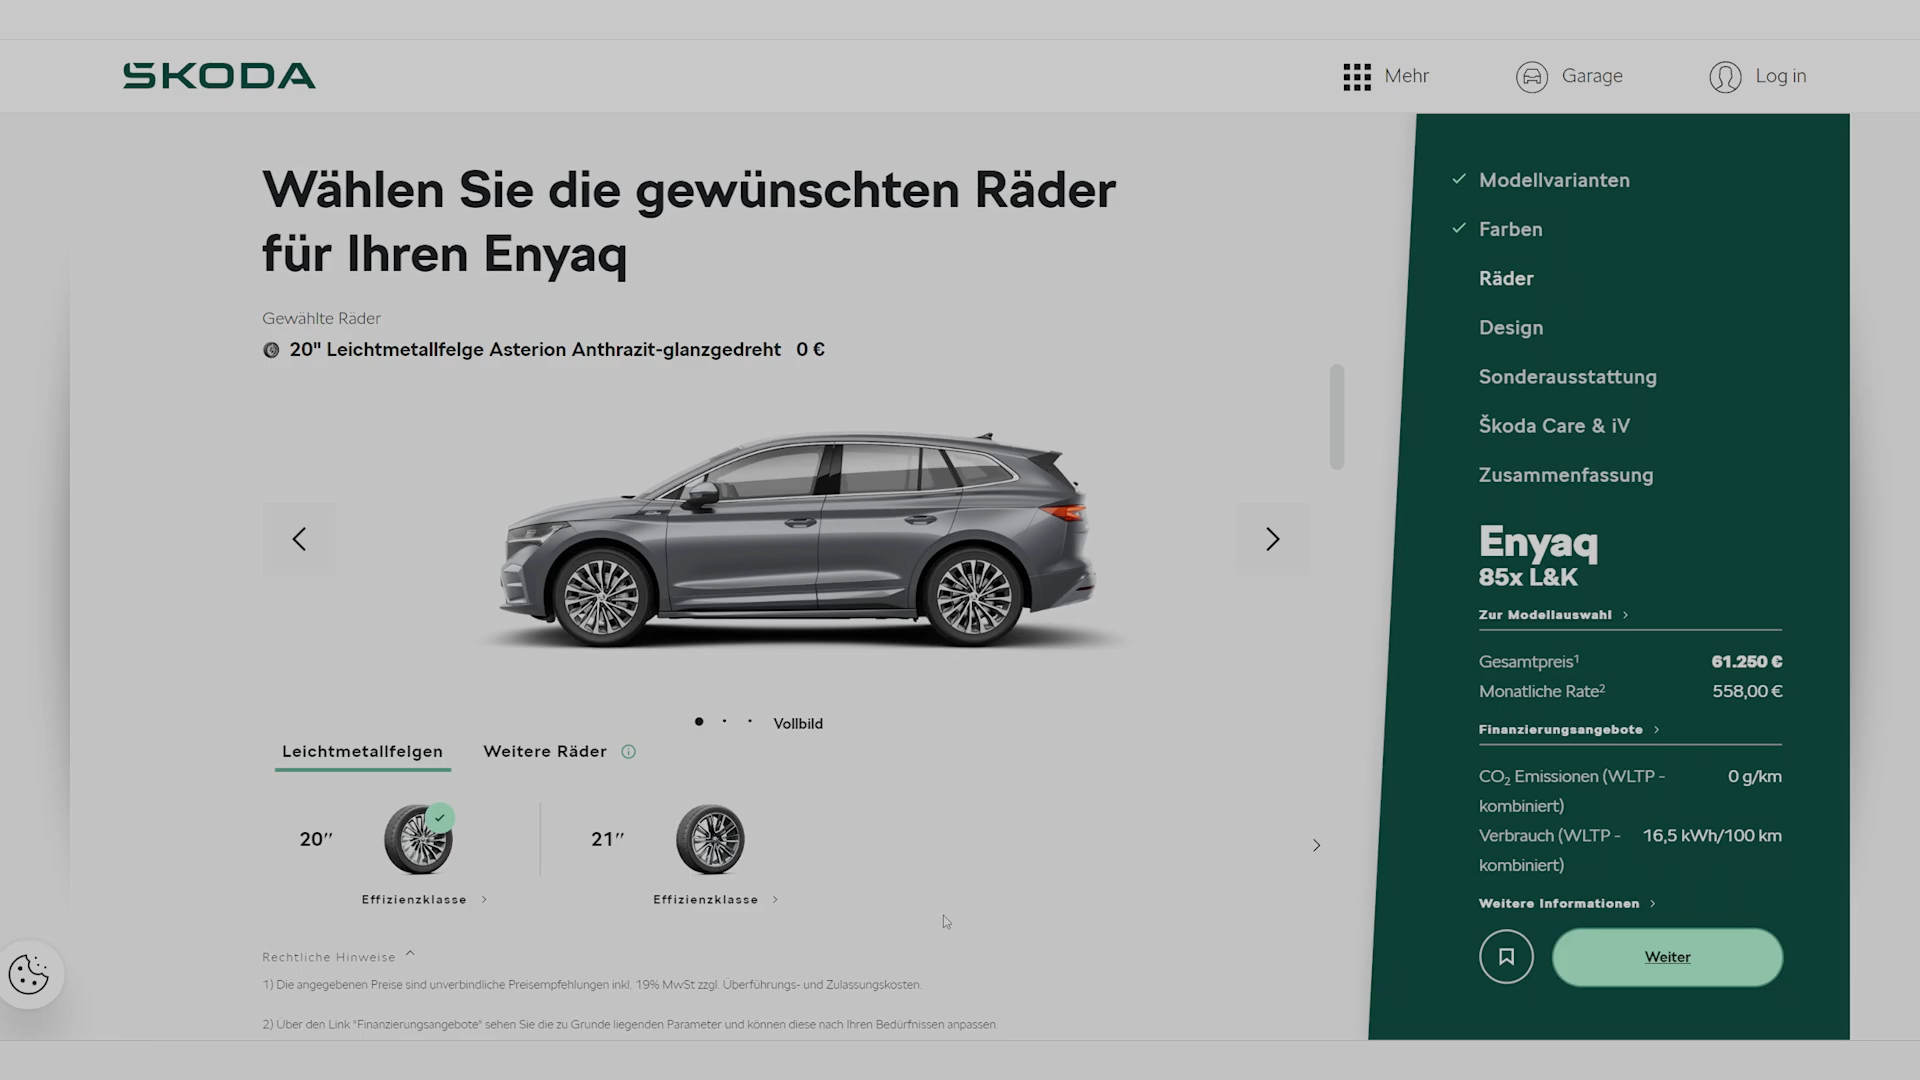 ŠKODA
Mehr
Garage
Log in
Wählen Sie die gewünschten Räder
für Ihren Enyaq
Gewählte Räder
20" Leichtmetallfelge Asterion Anthrazit-glanzgedreht 0 €
Vollbild
Leichtmetallfelgen
Weitere Räder
20′′
21′′
Effizienzklasse
Effizienzklasse
Rechtliche Hinweise
1) Die angegebenen Preise sind unverbindliche Preisempfehlungen inkl. 19% MwSt zzgl. Überführungs- und Zulassungskosten.
2) Über den Link "Finanzierungsangebote" sehen Sie die zu Grunde liegenden Parameter und können diese nach Ihren Bedürfnissen anpassen.
Modellvarianten
Farben
Räder
Design
Sonderausstattung
Škoda Care & iV
Zusammenfassung
Enyaq
85x L&K
Zur Modellauswahl
Gesamtpreis¹ 61.250 €
Monatliche Rate² 558,00 €
Finanzierungsangebote
CO₂ Emissionen (WLTP - 0 g/km
kombiniert)
Verbrauch (WLTP - 16,5 kWh/100 km
kombiniert)
Weitere Informationen
Weiter